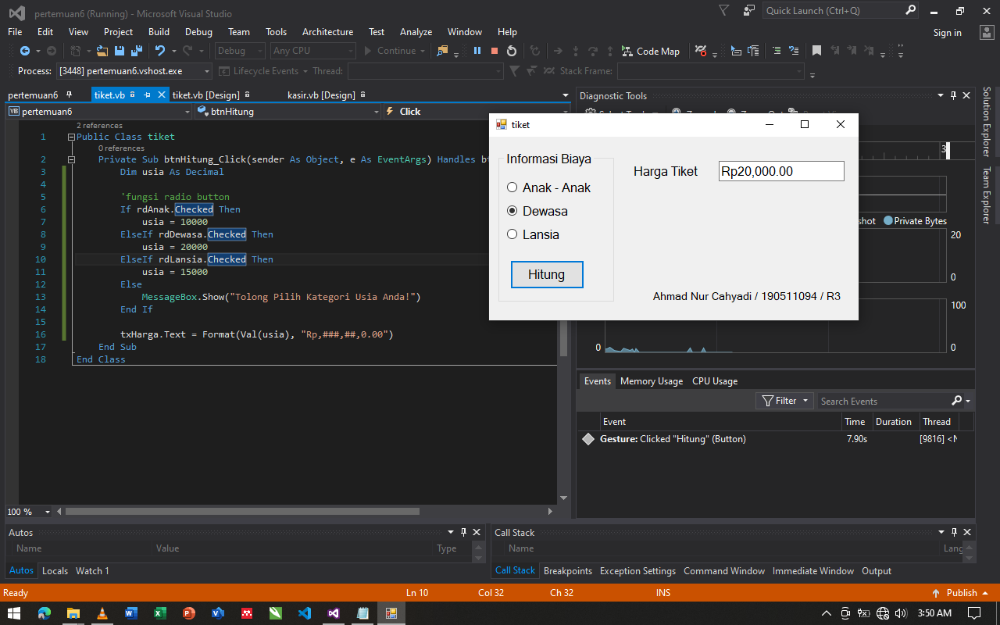 pertemuan6 (Running) - Microsoft Visual Studio
Quick Launch (Ctrl+Q)
File Edit View Project Build Debug Team Tools Architecture Test Analyze Window Help
Sign in
Debug Any CPU Continue Code Map
Process: [3448] pertemuan6.vshost.exe Lifecycle Events Thread: Stack Frame:
pertemuan6 tiket.vb tiket.vb [Design] kasir.vb [Design]
VB pertemuan6 btnHitung Click
2 references
1 Public Class tiket
0 references
2 Private Sub btnHitung_Click(sender As Object, e As EventArgs) Handles
3 Dim usia As Decimal
4
5 'fungsi radio button
6 If rdAnak.Checked Then
7 usia = 10000
8 ElseIf rdDewasa.Checked Then
9 usia = 20000
10 ElseIf rdLansia.Checked Then
11 usia = 15000
12 Else
13 MessageBox.Show("Tolong Pilih Kategori Usia Anda!")
14 End If
15
16 txHarga.Text = Format(Val(usia), "Rp,###,##,0.00")
17 End Sub
18 End Class
100 %
Diagnostic Tools
tiket
Informasi Biaya
Anak - Anak
Dewasa
Lansia
Hitung
Harga Tiket Rp20,000.00
Ahmad Nur Cahyadi / 190511094 / R3
shot Private Bytes
20
0
100
0 0
Events Memory Usage CPU Usage
Filter Search Events
Event Time Duration Thread
Gesture: Clicked "Hitung" (Button) 7.90s [9816] <N
Solution Explorer
Team Explorer
Autos
Name Value Type
Autos Locals Watch 1
Call Stack
Name Lang
Call Stack Breakpoints Exception Settings Command Window Immediate Window Output
Ready Ln 10 Col 32 Ch 32 INS Publish
3:50 AM